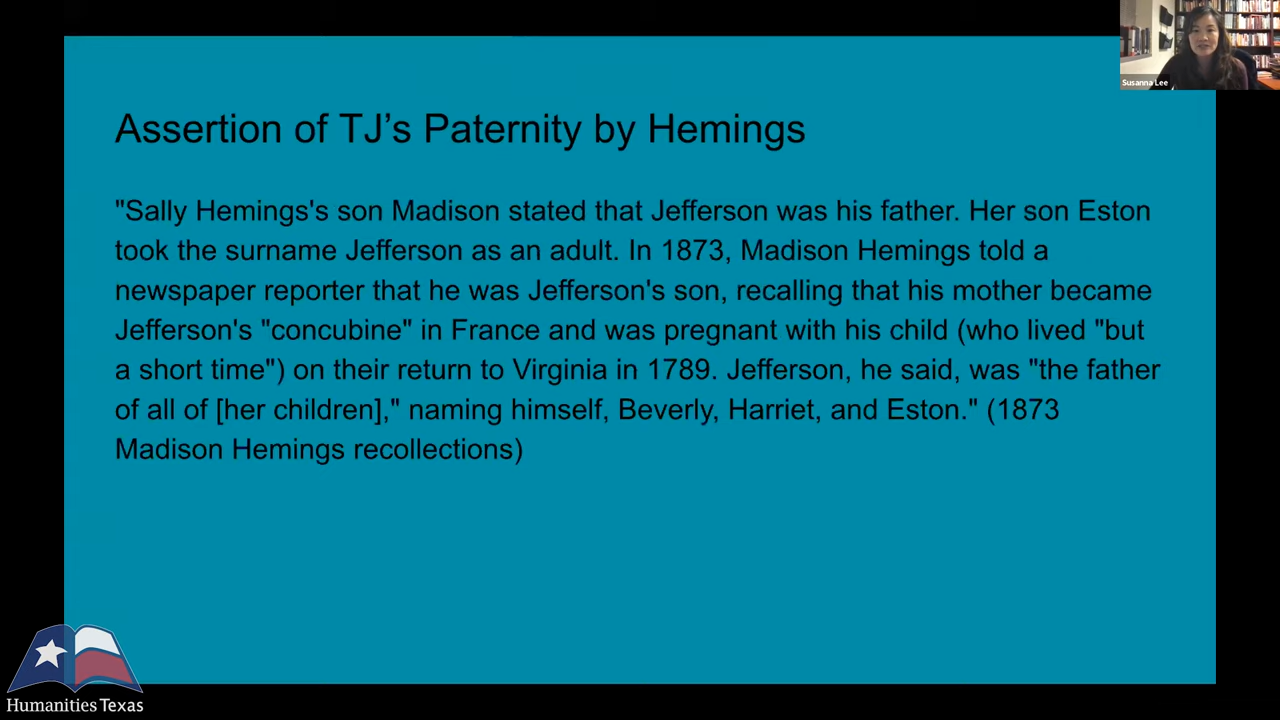 Susanna Lee
Assertion of TJ’s Paternity by Hemings
"Sally Hemings's son Madison stated that Jefferson was his father. Her son Eston
took the surname Jefferson as an adult. In 1873, Madison Hemings told a
newspaper reporter that he was Jefferson's son, recalling that his mother became
Jefferson's "concubine" in France and was pregnant with his child (who lived "but
a short time") on their return to Virginia in 1789. Jefferson, he said, was "the father
of all of [her children]," naming himself, Beverly, Harriet, and Eston." (1873
Madison Hemings recollections)
Humanities Texas